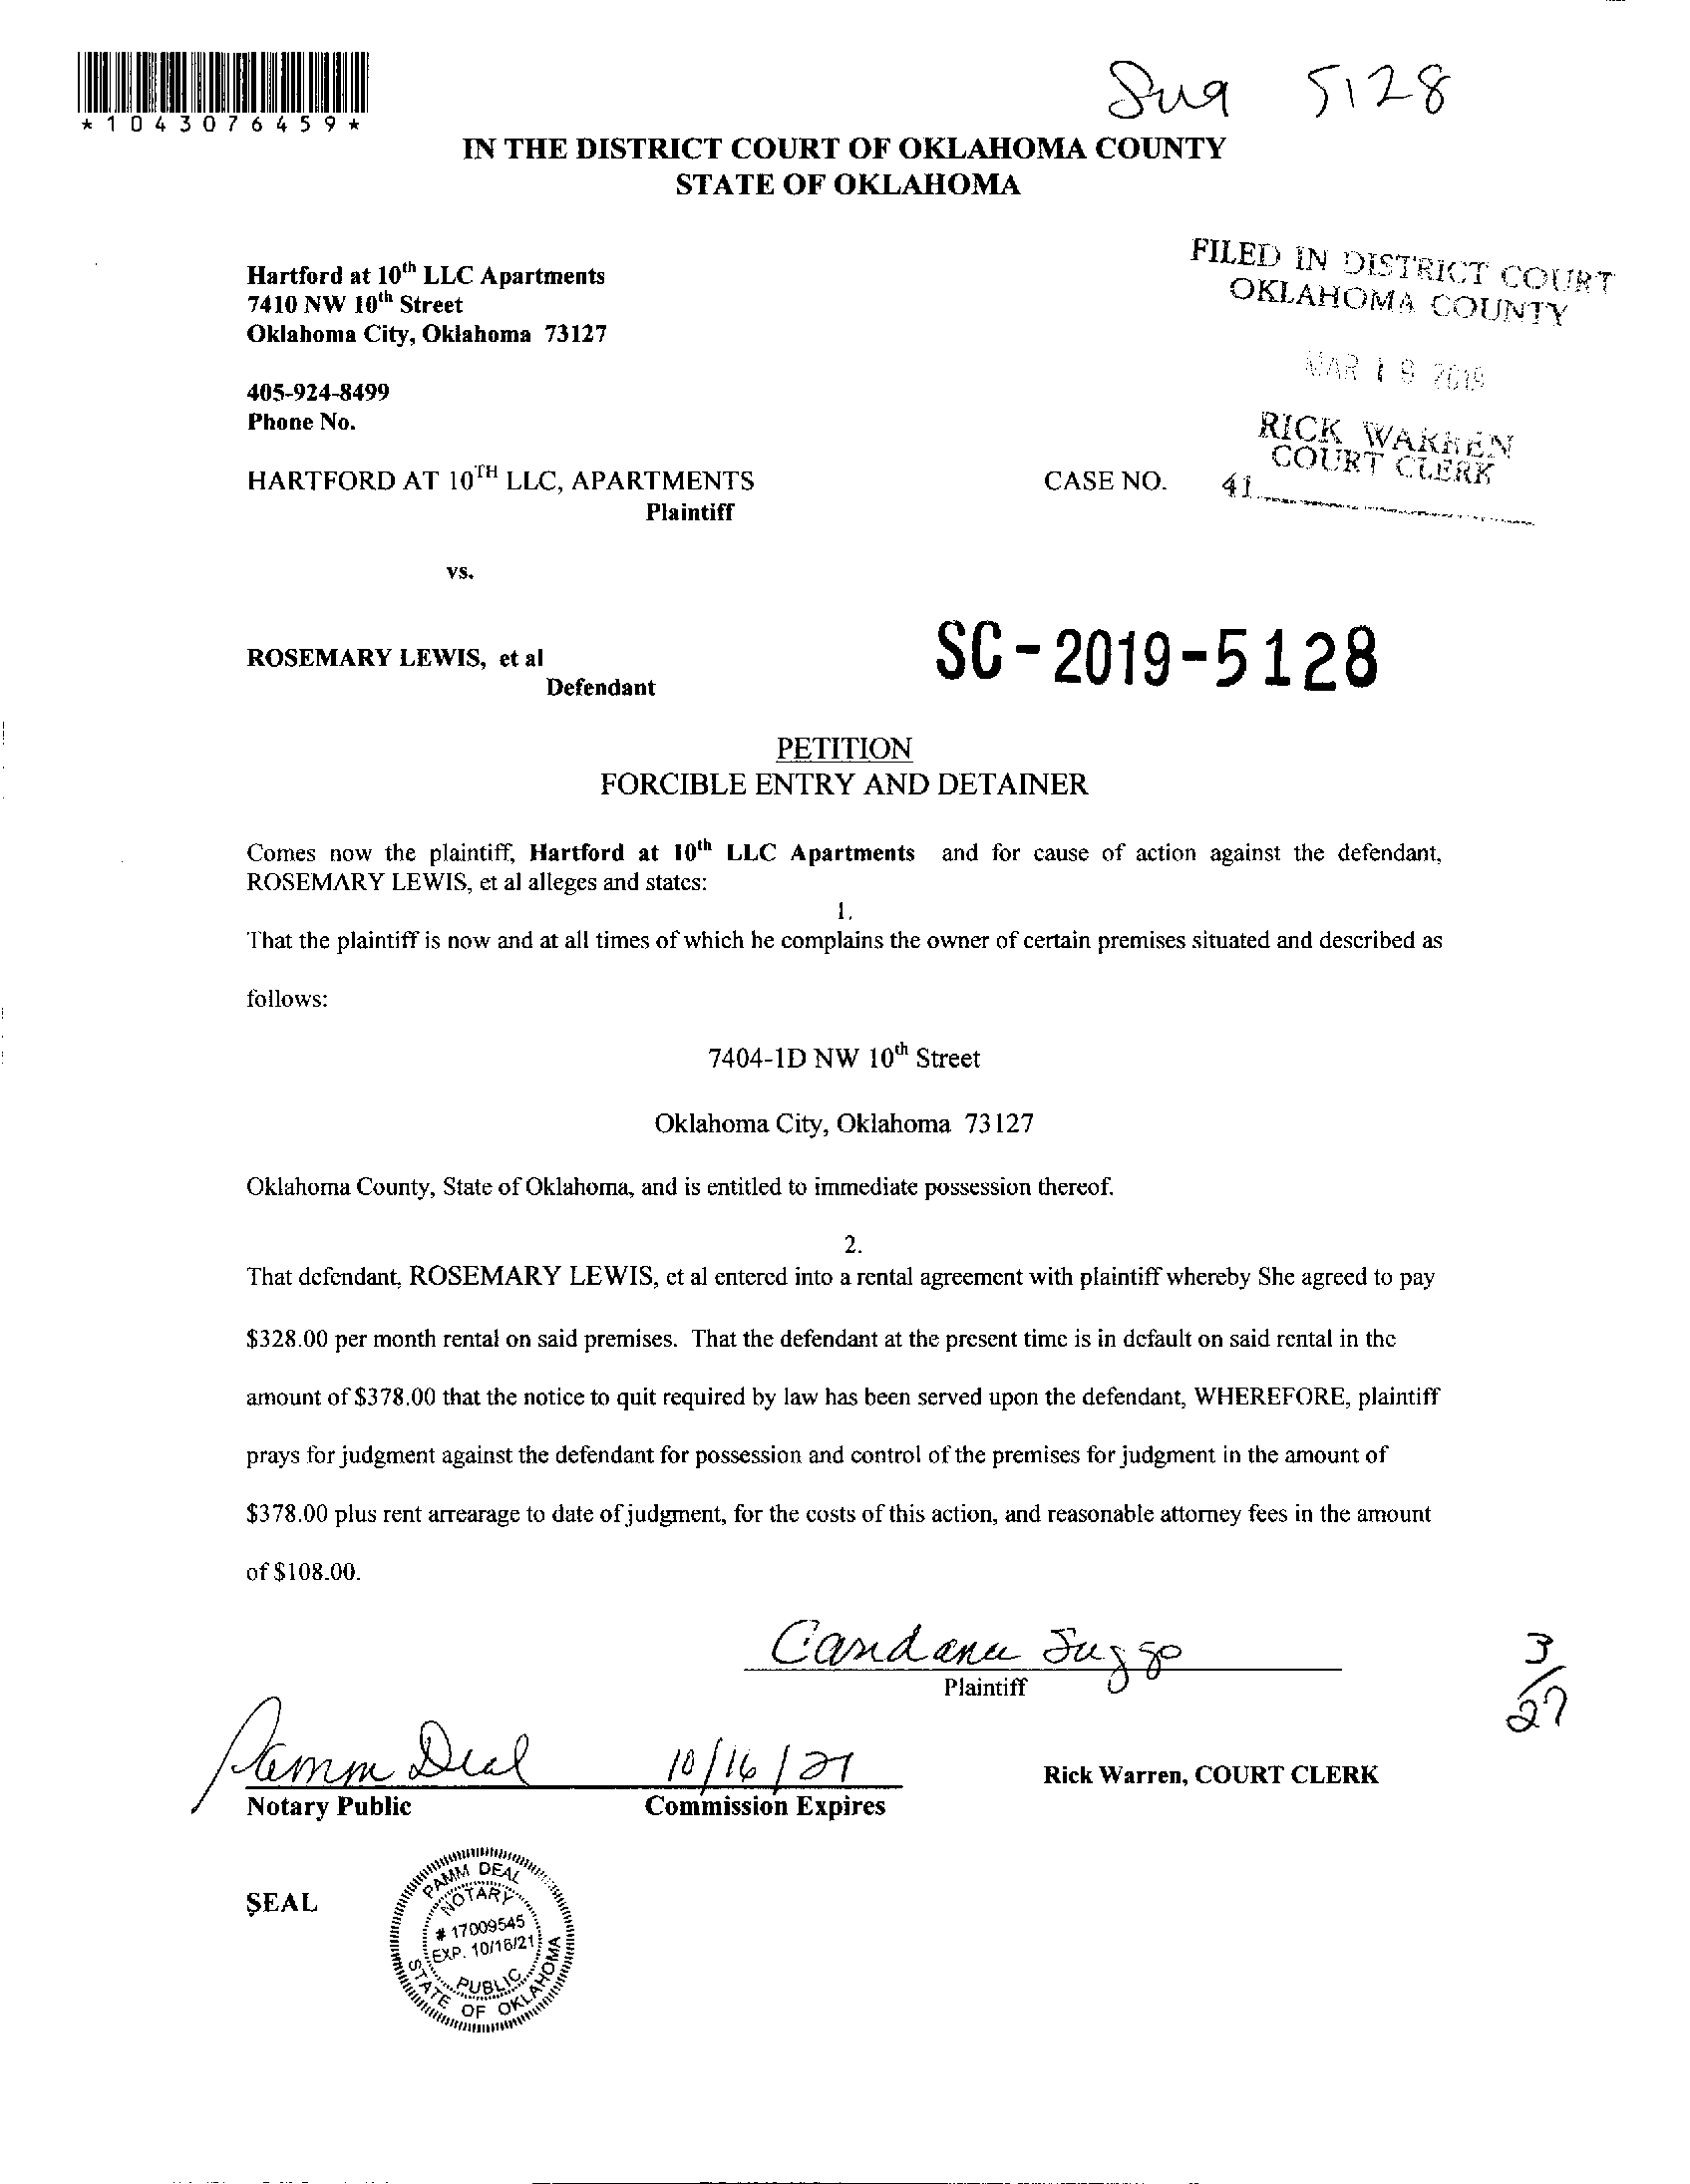 *1043076459*
Sug 5128
IN THE DISTRICT COURT OF OKLAHOMA COUNTY
STATE OF OKLAHOMA
FILED IN DISTRICT COURT
OKLAHOMA COUNTY
MAR 19 2019
RICK WARREN
COURT CLERK
41
Hartford at 10th LLC Apartments
7410 NW 10th Street
Oklahoma City, Oklahoma 73127
405-924-8499
Phone No.
HARTFORD AT 10TH LLC, APARTMENTS CASE NO.
Plaintiff
vs.
SC-2019-5128
ROSEMARY LEWIS, et al
Defendant
PETITION
FORCIBLE ENTRY AND DETAINER
Comes now the plaintiff, Hartford at 10th LLC Apartments and for cause of action against the defendant,
ROSEMARY LEWIS, et al alleges and states:
1.
That the plaintiff is now and at all times of which he complains the owner of certain premises situated and described as
follows:
7404-1D NW 10th Street
Oklahoma City, Oklahoma 73127
Oklahoma County, State of Oklahoma, and is entitled to immediate possession thereof.
2.
That defendant, ROSEMARY LEWIS, et al entered into a rental agreement with plaintiff whereby She agreed to pay
$328.00 per month rental on said premises. That the defendant at the present time is in default on said rental in the
amount of $378.00 that the notice to quit required by law has been served upon the defendant, WHEREFORE, plaintiff
prays for judgment against the defendant for possession and control of the premises for judgment in the amount of
$378.00 plus rent arrearage to date of judgment, for the costs of this action, and reasonable attorney fees in the amount
of $108.00.
Plaintiff
3/27
Pamm Deal 10/16/21
Rick Warren, COURT CLERK
Notary Public Commission Expires
SEAL
PAMM DEAL
NOTARY
# 17009545
EXP. 10/16/21
PUBLIC
STATE OF OKLAHOMA